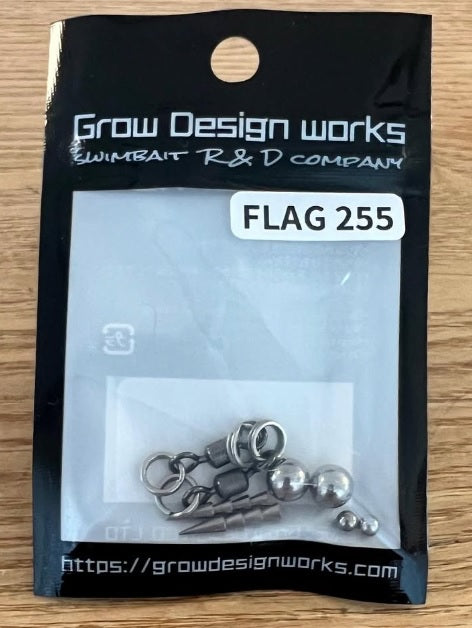 Grow Design works
SWIMBAIT R & D COMPANY
FLAG 255
https://growdesignworks.com